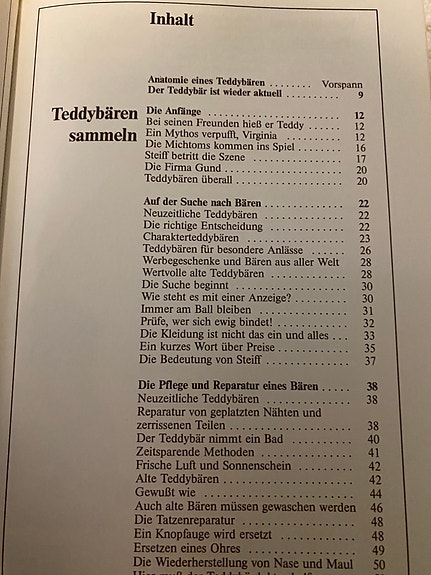 Inhalt
Anatomie eines Teddybären ........ Vorspann
Der Teddybär ist wieder aktuell .......... 9
Teddybären
sammeln
Die Anfänge ........................ 12
Bei seinen Freunden hieß er Teddy ...... 12
Ein Mythos verpufft, Virginia .......... 12
Die Michtoms kommen ins Spiel ........ 16
Steiff betritt die Szene ................ 17
Die Firma Gund ..................... 20
Teddybären überall ................... 20
Auf der Suche nach Bären ............. 22
Neuzeitliche Teddybären .............. 22
Die richtige Entscheidung ............. 22
Charakterteddybären ................. 23
Teddybären für besondere Anlässe ...... 26
Werbegeschenke und Bären aus aller Welt 28
Wertvolle alte Teddybären ............. 28
Die Suche beginnt ................... 30
Wie steht es mit einer Anzeige? ......... 30
Immer am Ball bleiben ................ 31
Prüfe, wer sich ewig bindet! ............ 32
Die Kleidung ist nicht das ein und alles ... 33
Ein kurzes Wort über Preise ............ 35
Die Bedeutung von Steiff .............. 37
Die Pflege und Reparatur eines Bären .... 38
Neuzeitliche Teddybären .............. 38
Reparatur von geplatzten Nähten und
zerrissenen Teilen .................... 38
Der Teddybär nimmt ein Bad .......... 40
Zeitsparende Methoden ............... 41
Frische Luft und Sonnenschein ......... 42
Alte Teddybären ..................... 42
Gewußt wie ........................ 44
Auch alte Bären müssen gewaschen werden 46
Die Tatzenreparatur .................. 48
Ein Knopfauge wird ersetzt ............ 48
Ersetzen eines Ohres ................. 49
Die Wiederherstellung von Nase und Maul 50